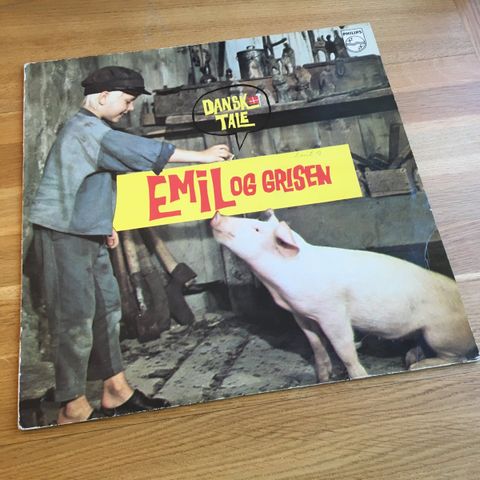 PHILIPS
DANSK
TALE
EMIL OG GRISEN